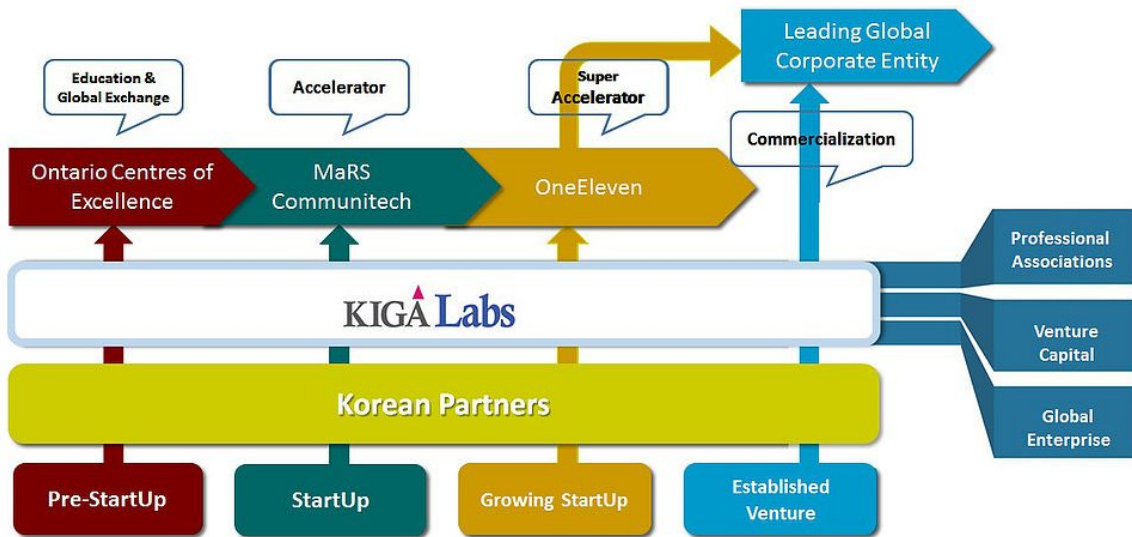 Leading Global
Corporate Entity
Education &
Global Exchange
Accelerator
Super
Accelerator
Commercialization
Ontario Centres of
Excellence
MaRS
Communitech
OneEleven
Professional
Associations
KIGA Labs
Venture
Capital
Korean Partners
Global
Enterprise
Pre-StartUp
StartUp
Growing StartUp
Established
Venture